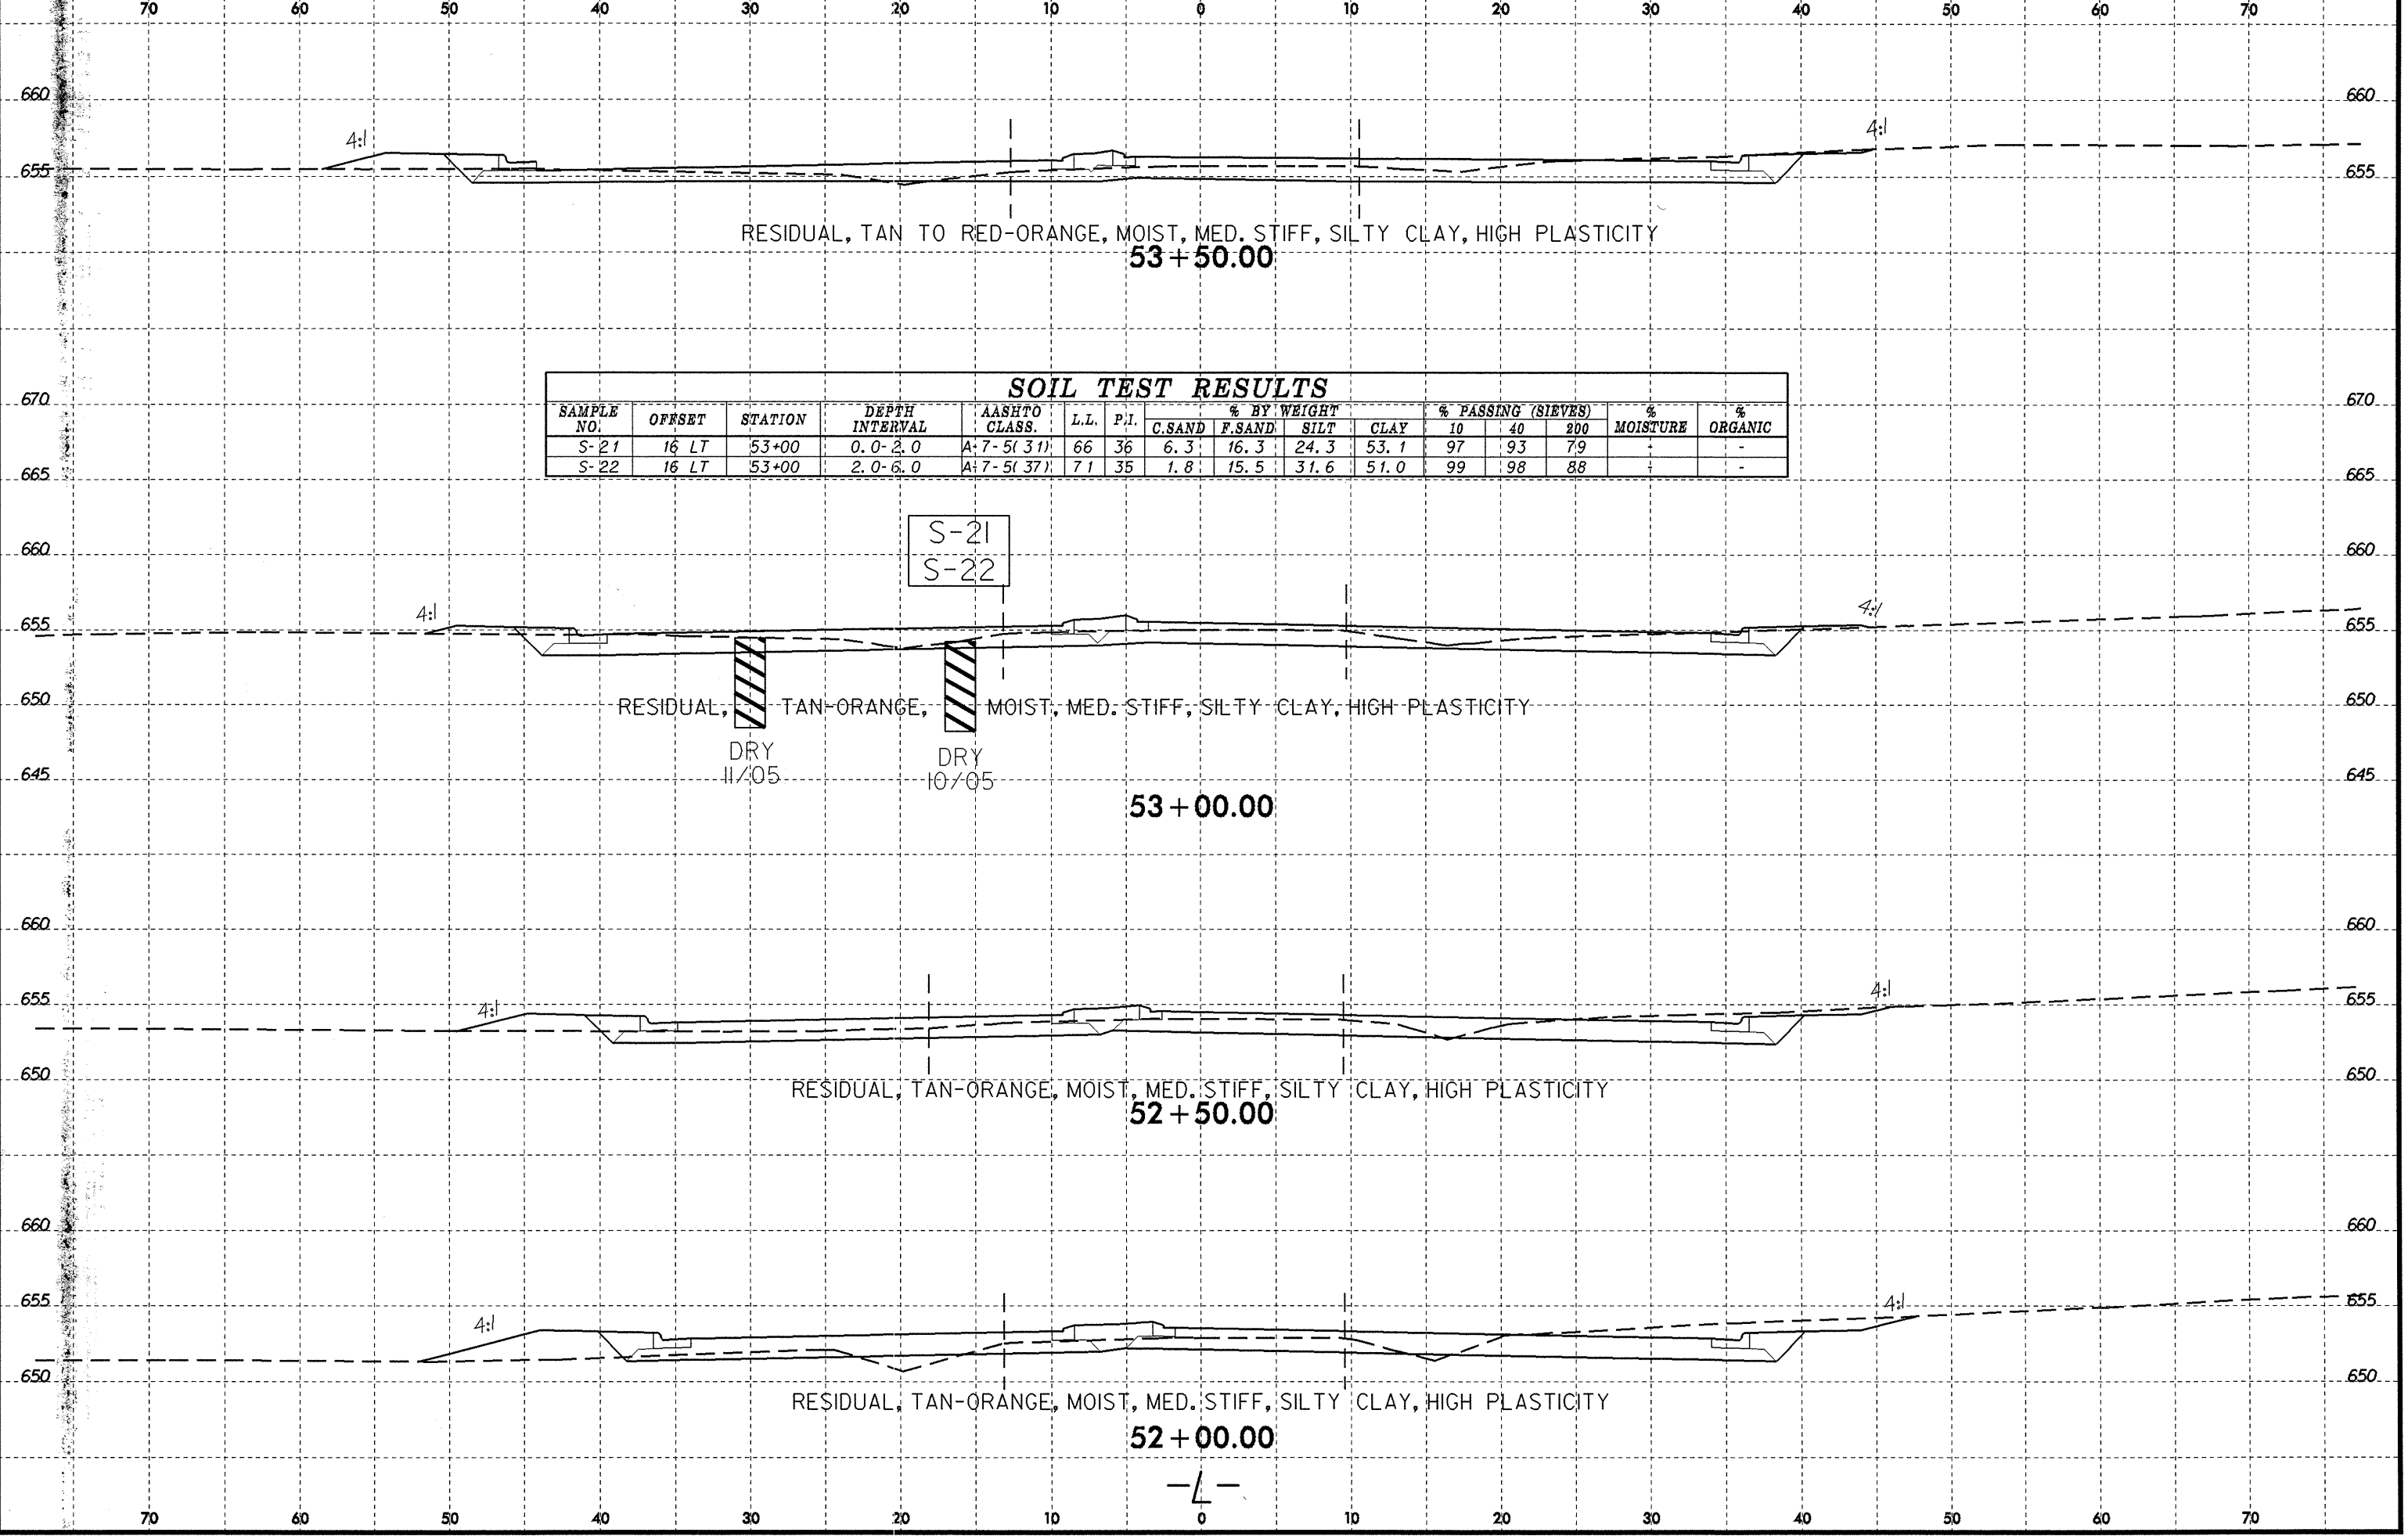 70 60 50 40 30 20 10 0 10 20 30 40 50 60 70
660 660
4:1 4:1
655 655
RESIDUAL, TAN TO RED-ORANGE, MOIST, MED. STIFF, SILTY CLAY, HIGH PLASTICITY
53+50.00
670 670
SOIL TEST RESULTS
SAMPLE NO. OFFSET STATION DEPTH INTERVAL AASHTO CLASS. L.L. P.I. % BY WEIGHT % PASSING (SIEVES) % MOISTURE % ORGANIC
C.SAND F.SAND SILT CLAY 10 40 200
S-21 16 LT 53+00 0.0-2.0 A-7-5(31) 66 36 6.3 16.3 24.3 53.1 97 93 79 - -
S-22 16 LT 53+00 2.0-6.0 A-7-5(37) 71 35 1.8 15.5 31.6 51.0 99 98 88 - -
665 665
S-21
S-22
660 660
4:1 4:1
655 655
650 650
RESIDUAL, TAN-ORANGE, MOIST, MED. STIFF, SILTY CLAY, HIGH PLASTICITY
DRY 11/05
DRY 10/05
645 645
53+00.00
660 660
655 655
4:1 4:1
650 650
RESIDUAL, TAN-ORANGE, MOIST, MED. STIFF, SILTY CLAY, HIGH PLASTICITY
52+50.00
660 660
655 655
4:1 4:1
650 650
RESIDUAL, TAN-ORANGE, MOIST, MED. STIFF, SILTY CLAY, HIGH PLASTICITY
52+00.00
-L-
70 60 50 40 30 20 10 0 10 20 30 40 50 60 70